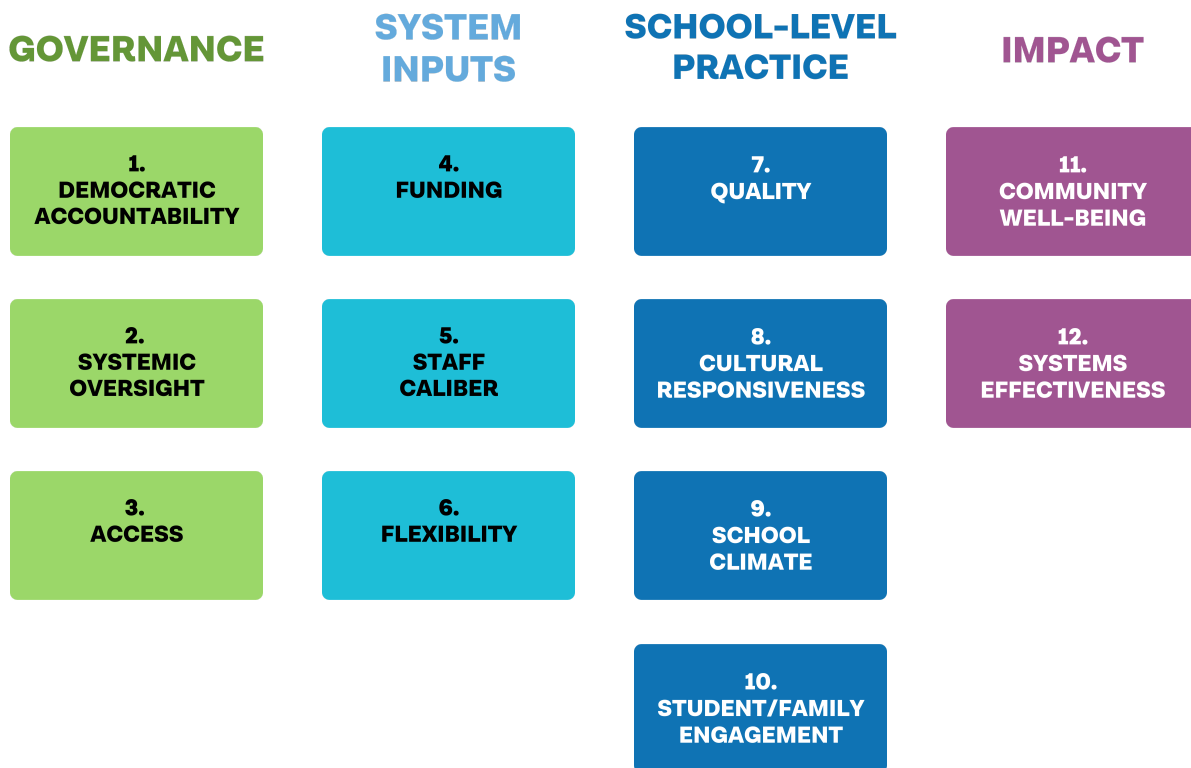 GOVERNANCE
1.
DEMOCRATIC
ACCOUNTABILITY
2.
SYSTEMIC
OVERSIGHT
3.
ACCESS
SYSTEM
INPUTS
4.
FUNDING
5.
STAFF
CALIBER
6.
FLEXIBILITY
SCHOOL-LEVEL
PRACTICE
7.
QUALITY
8.
CULTURAL
RESPONSIVENESS
9.
SCHOOL
CLIMATE
10.
STUDENT/FAMILY
ENGAGEMENT
IMPACT
11.
COMMUNITY
WELL-BEING
12.
SYSTEMS
EFFECTIVENESS